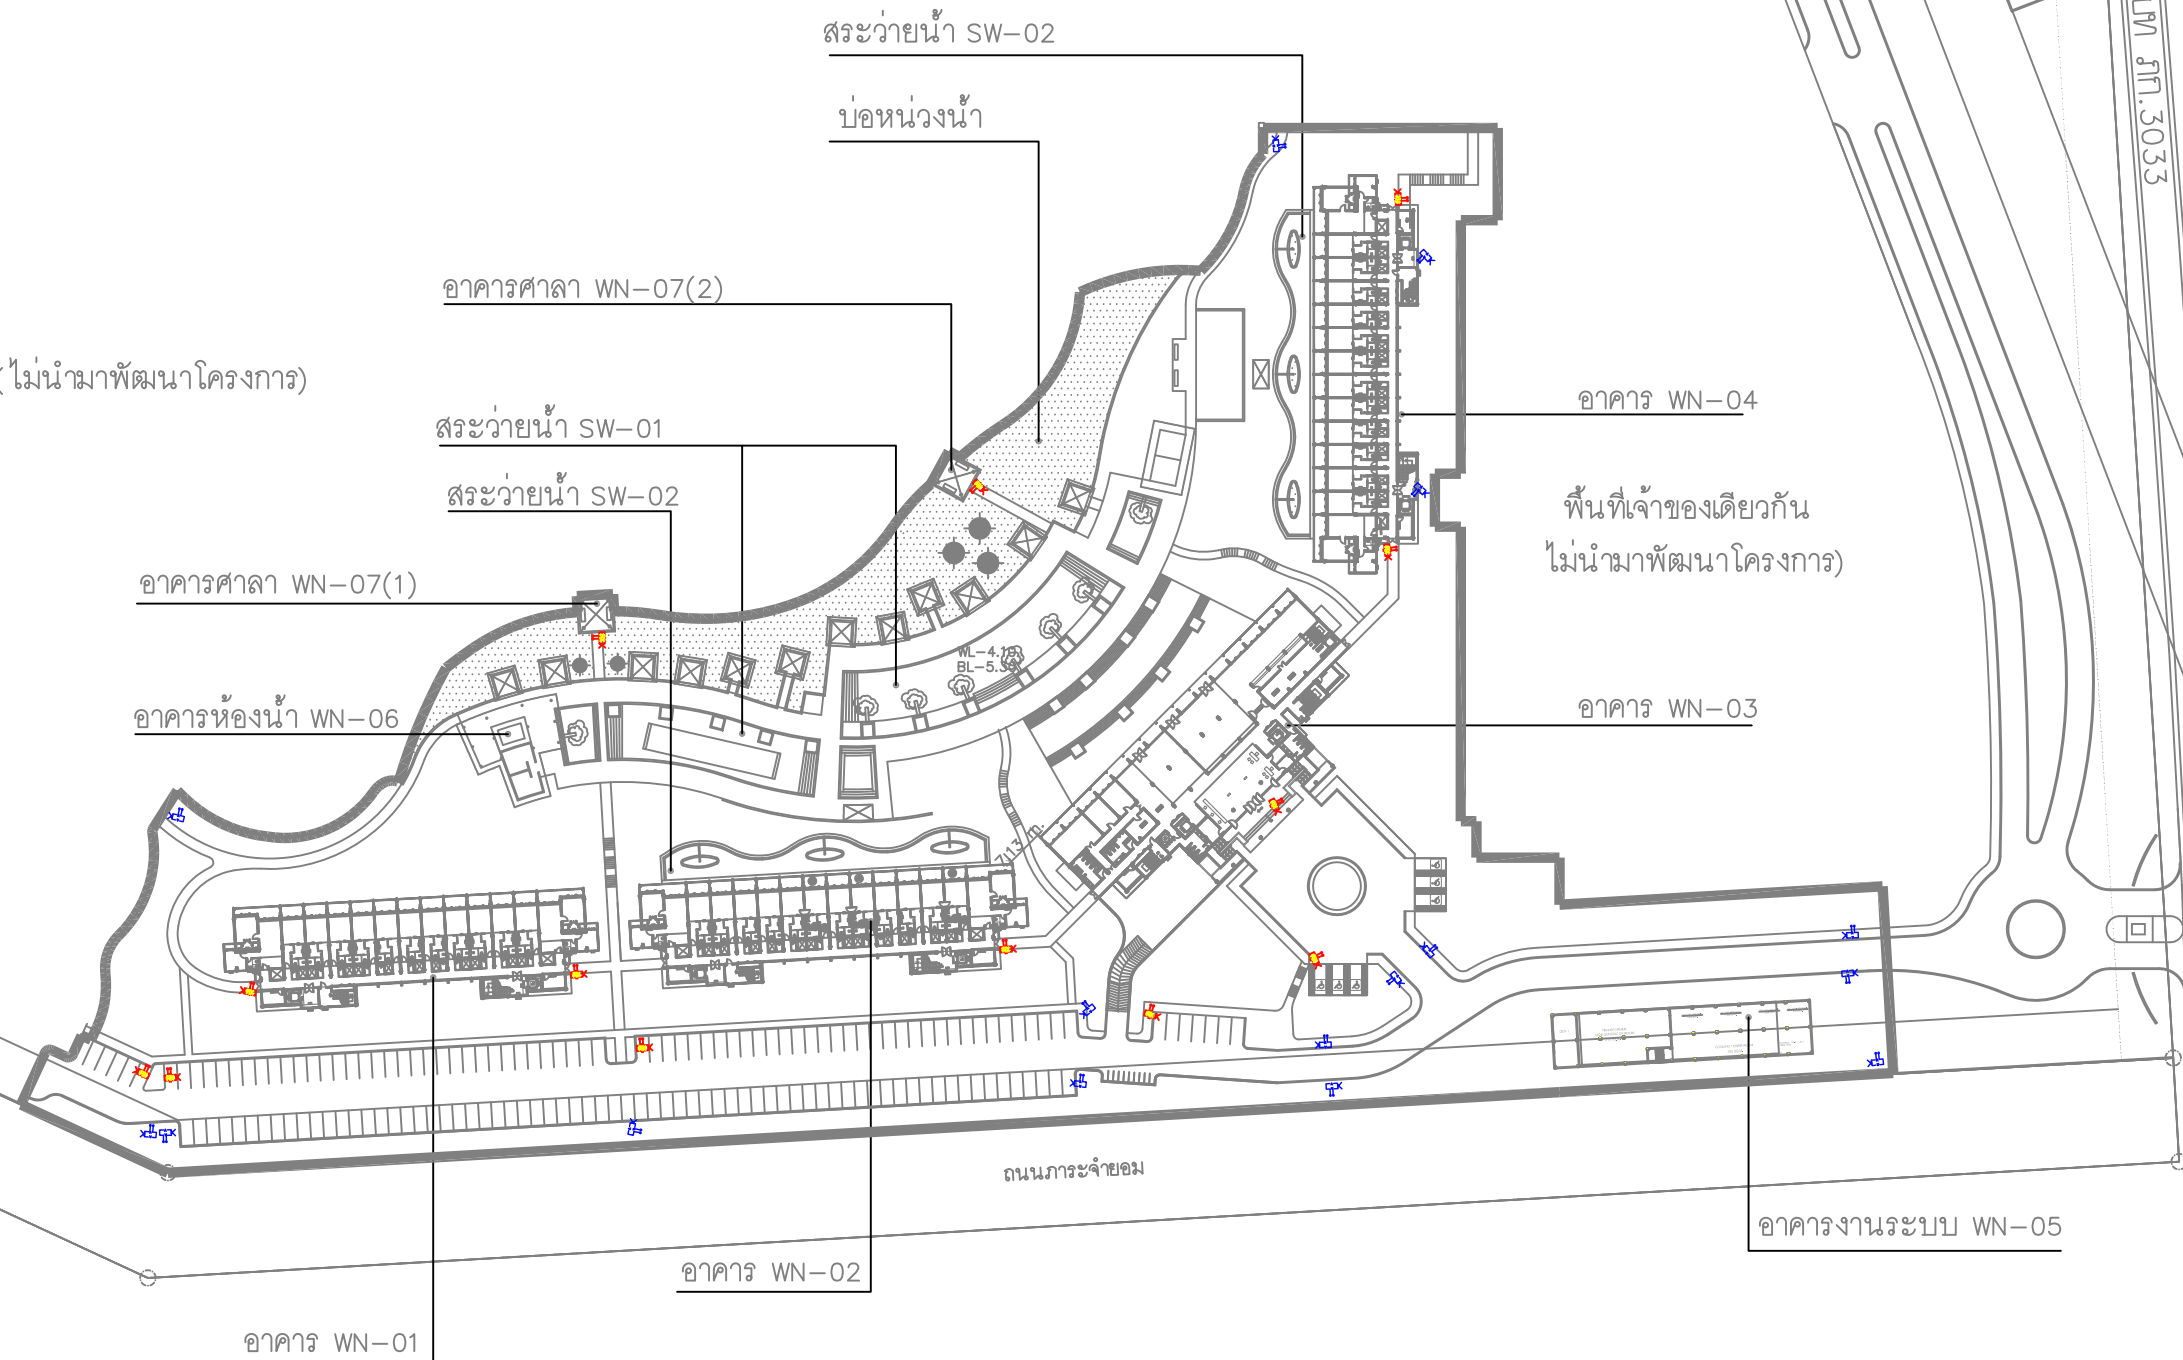 สระว่ายน้ำ SW-02
บ่อหน่วงน้ำ
อาคารศาลา WN-07(2)
(ไม่นำมาพัฒนาโครงการ)
สระว่ายน้ำ SW-01
สระว่ายน้ำ SW-02
อาคารศาลา WN-07(1)
อาคารห้องน้ำ WN-06
อาคาร WN-04
พื้นที่เจ้าของเดียวกัน
ไม่นำมาพัฒนาโครงการ)
อาคาร WN-03
WL-4.10
7.13 m.
ถนนภาระจำยอม
อาคารงานระบบ WN-05
อาคาร WN-02
อาคาร WN-01
ภก.3033